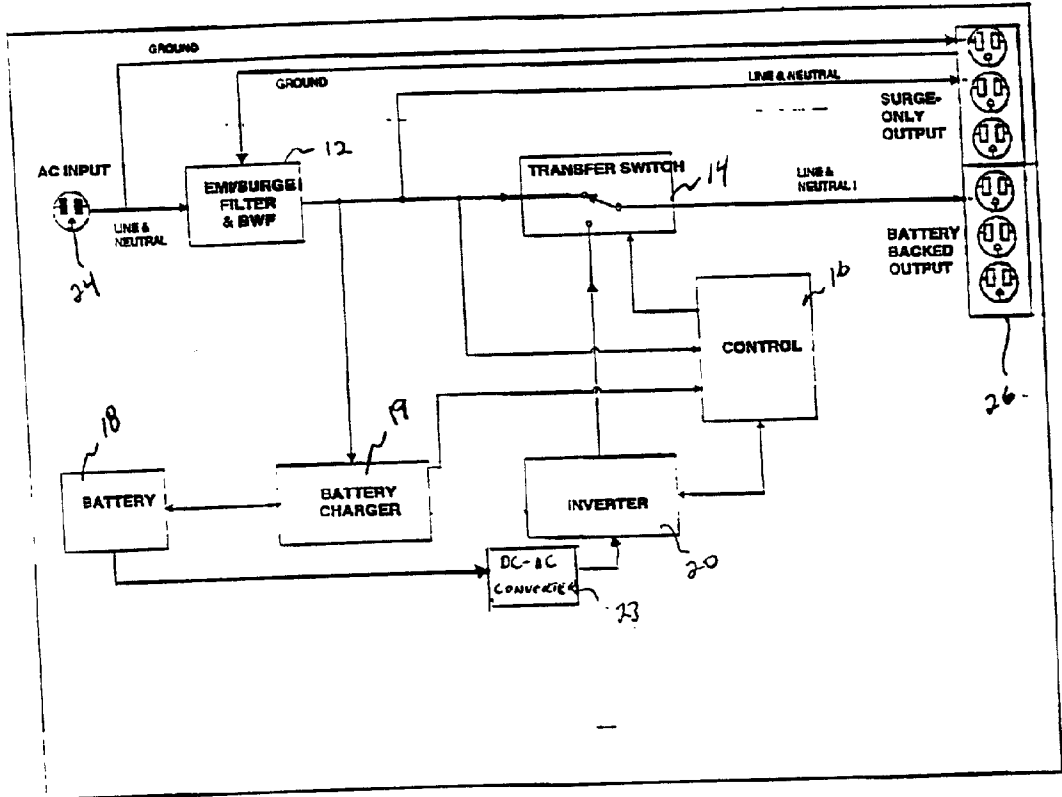 GROUND
GROUND
LINE & NEUTRAL
SURGE-
ONLY
OUTPUT
12
AC INPUT
EMI/SURGE
FILTER
& BWF
TRANSFER SWITCH
14
LINE &
NEUTRAL
LINE &
NEUTRAL
24
BATTERY
BACKED
OUTPUT
16
CONTROL
26
18
BATTERY
19
BATTERY
CHARGER
INVERTER
20
DC-AC
CONVERTER
23